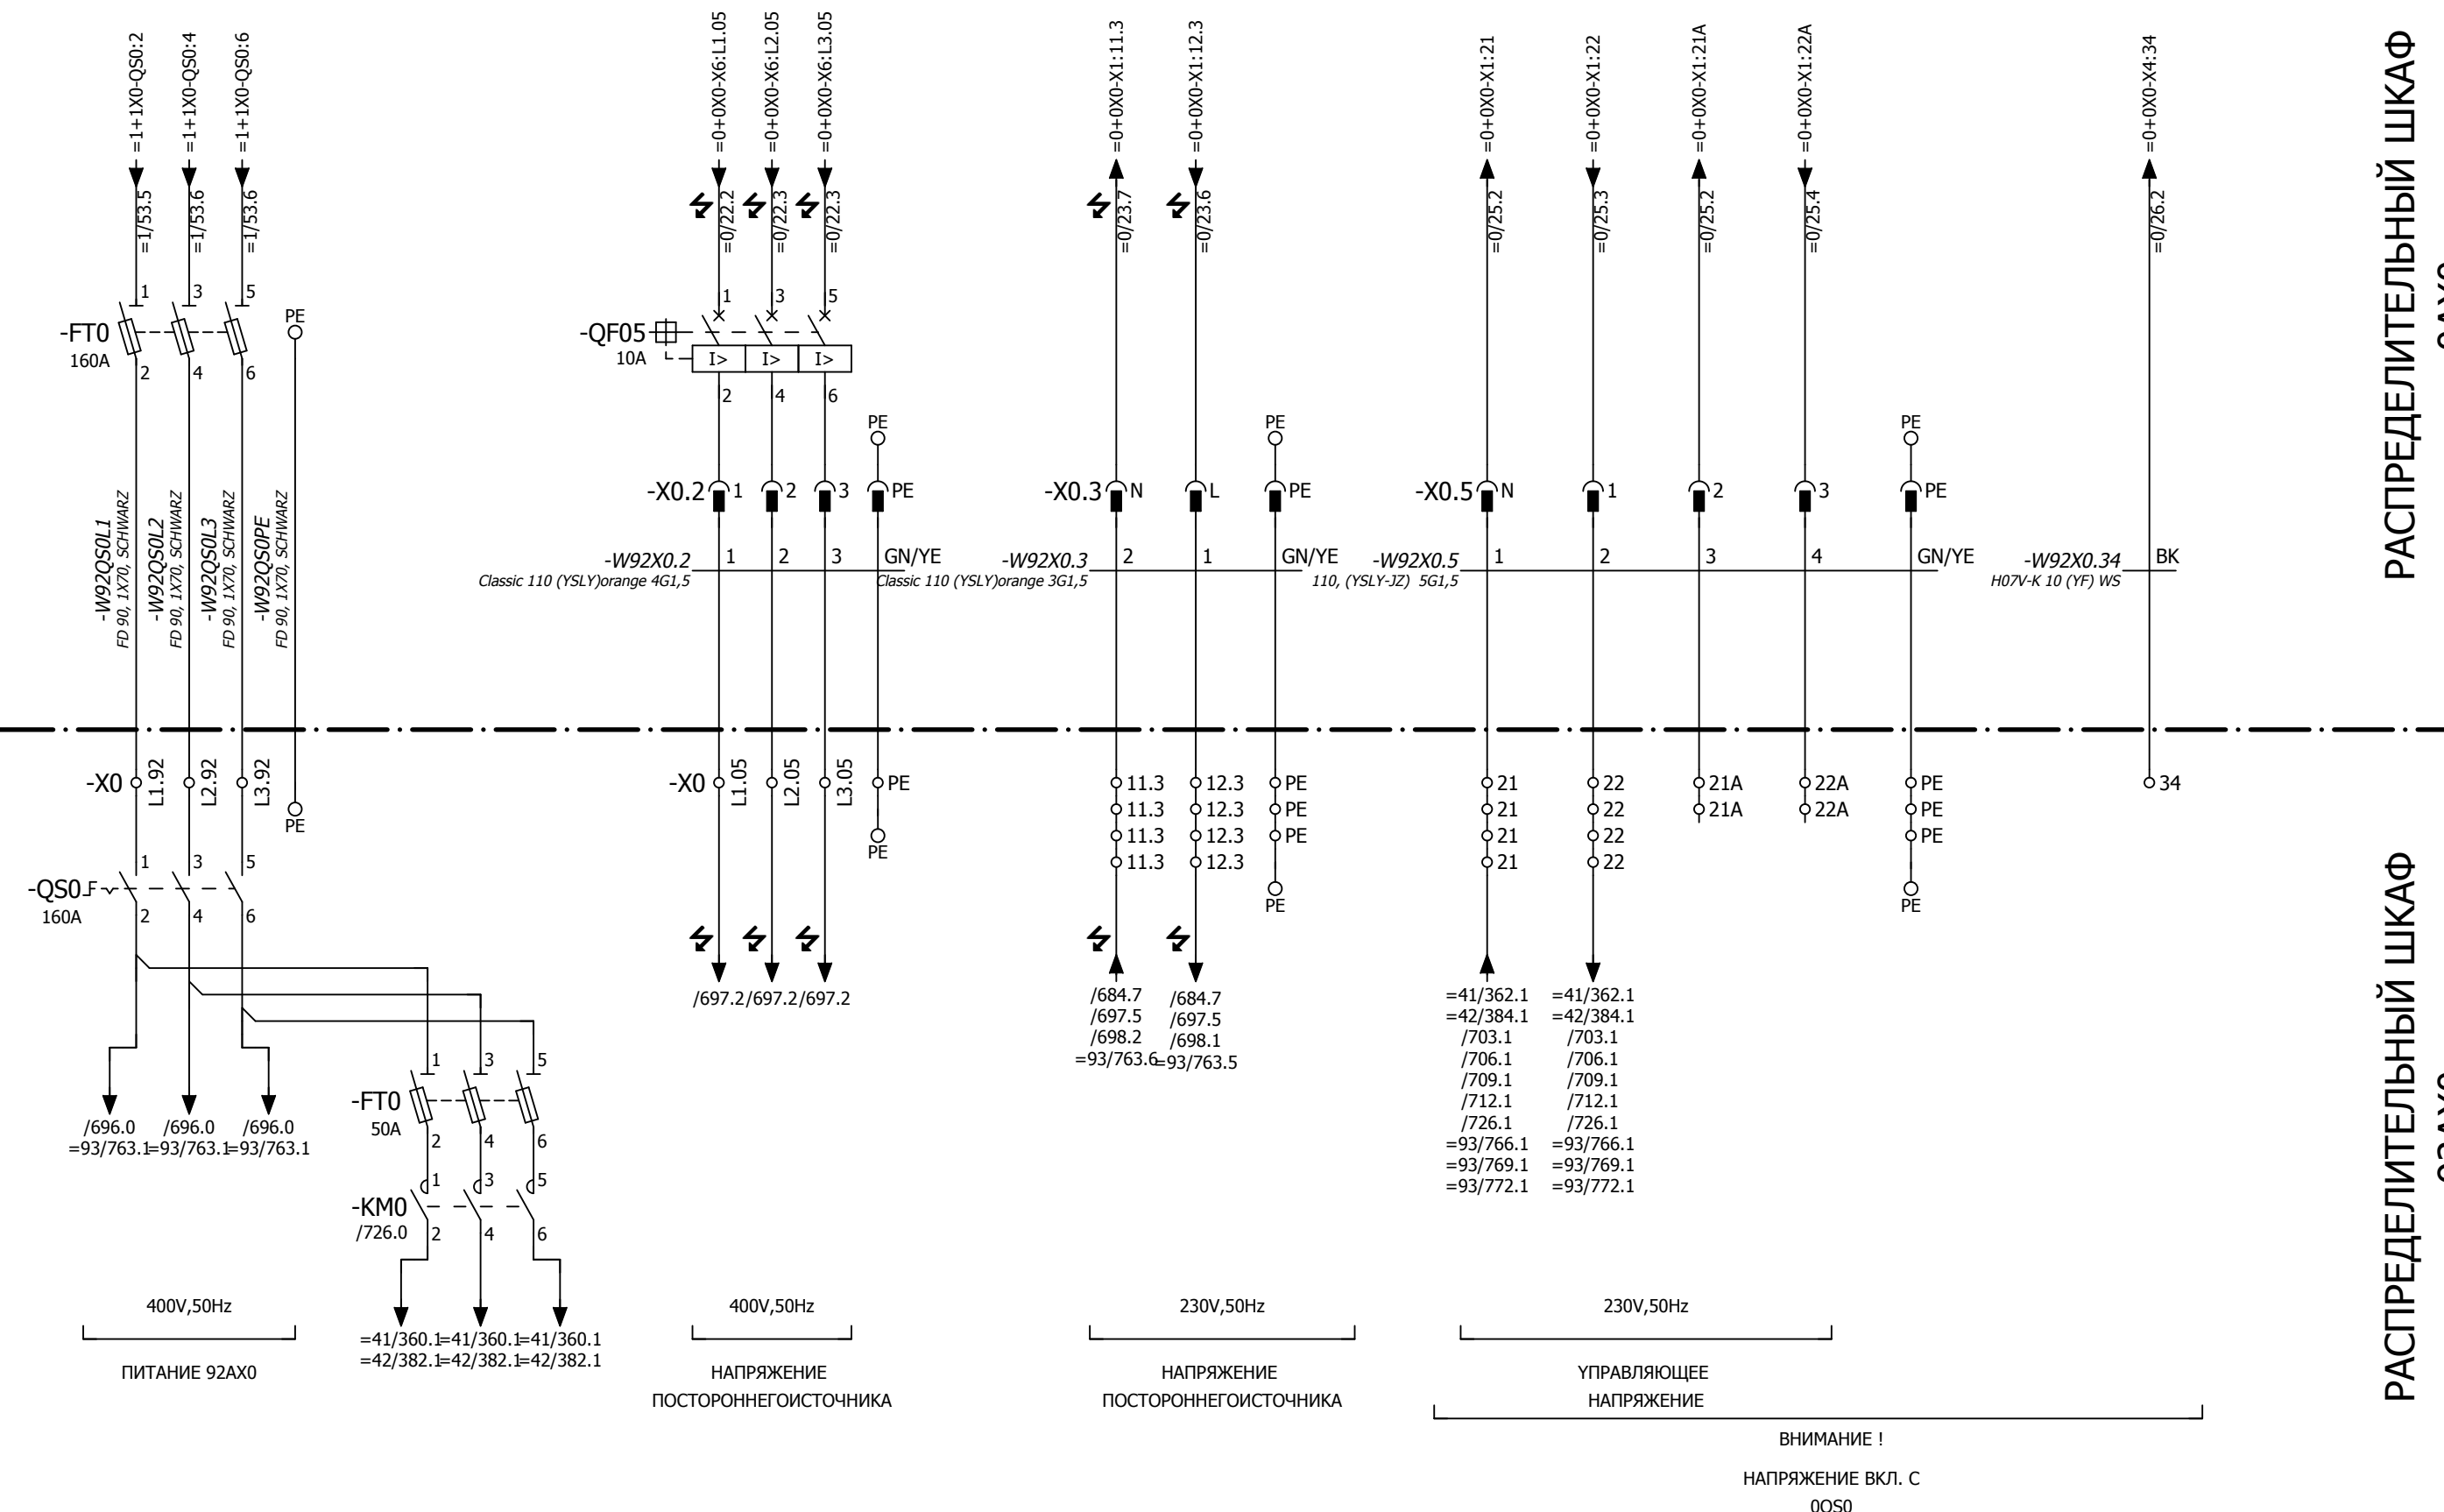 =1+1X0-QS0:2
=1+1X0-QS0:4
=1+1X0-QS0:6
=0+0X0-X6:L1.05
=0+0X0-X6:L2.05
=0+0X0-X6:L3.05
=0+0X0-X1:11.3
=0+0X0-X1:12.3
=0+0X0-X1:21
=0+0X0-X1:22
=0+0X0-X1:21A
=0+0X0-X1:22A
=0+0X0-X4:34
=1/53.5
=1/53.6
=1/53.6
=0/22.2
=0/22.3
=0/22.3
=0/23.7
=0/23.6
=0/25.2
=0/25.3
=0/25.2
=0/25.4
=0/26.2
РАСПРЕДЕЛИТЕЛЬНЫЙ ШКАФ
1 3 5
-FT0
160A
2 4 6
PE
1 3 5
-QF05
10A
I> I> I>
2 4 6
PE PE PE
-X0.2 1 2 3 PE
-X0.3 N L PE
-X0.5 N 1 2 3 PE
-W92QS0L1
FD 90, 1X70, SCHWARZ
-W92QS0L2
FD 90, 1X70, SCHWARZ
-W92QS0L3
FD 90, 1X70, SCHWARZ
-W92QS0PE
FD 90, 1X70, SCHWARZ
-W92X0.2 1 2 3 GN/YE
Classic 110 (YSLY)orange 4G1,5
-W92X0.3 2 1 GN/YE
Classic 110 (YSLY)orange 3G1,5
-W92X0.5 1 2 3 4 GN/YE
110, (YSLY-JZ) 5G1,5
-W92X0.34 BK
H07V-K 10 (YF) WS
-X0 L1.92 L2.92 L3.92
PE
-X0 L1.05 L2.05 L3.05 PE
PE
11.3 12.3 PE
11.3 12.3 PE
11.3 12.3 PE
11.3 12.3
PE
21 22 21A 22A PE
21 22 21A 22A PE
21 22 PE
21 22
PE
34
РАСПРЕДЕЛИТЕЛЬНЫЙ ШКАФ
1 3 5
-QS0
160A
2 4 6
/696.0 /696.0 /696.0
=93/763.1 =93/763.1 =93/763.1
1 3 5
-FT0
50A
2 4 6
1 3 5
-KM0
/726.0
2 4 6
=41/360.1 =41/360.1 =41/360.1
=42/382.1 =42/382.1 =42/382.1
/697.2 /697.2 /697.2
/684.7 /684.7
/697.5 /697.5
/698.2 /698.1
=93/763.6 =93/763.5
=41/362.1 =41/362.1
=42/384.1 =42/384.1
/703.1 /703.1
/706.1 /706.1
/709.1 /709.1
/712.1 /712.1
/726.1 /726.1
=93/766.1 =93/766.1
=93/769.1 =93/769.1
=93/772.1 =93/772.1
400V,50Hz
ПИТАНИЕ 92AX0
400V,50Hz
НАПРЯЖЕНИЕ
ПОСТОРОННЕГОИСТОЧНИКА
230V,50Hz
НАПРЯЖЕНИЕ
ПОСТОРОННЕГОИСТОЧНИКА
230V,50Hz
YПРАВЛЯЮЩЕЕ
НАПРЯЖЕНИЕ
ВНИМАНИЕ !
НАПРЯЖЕНИЕ ВКЛ. С
0QS0